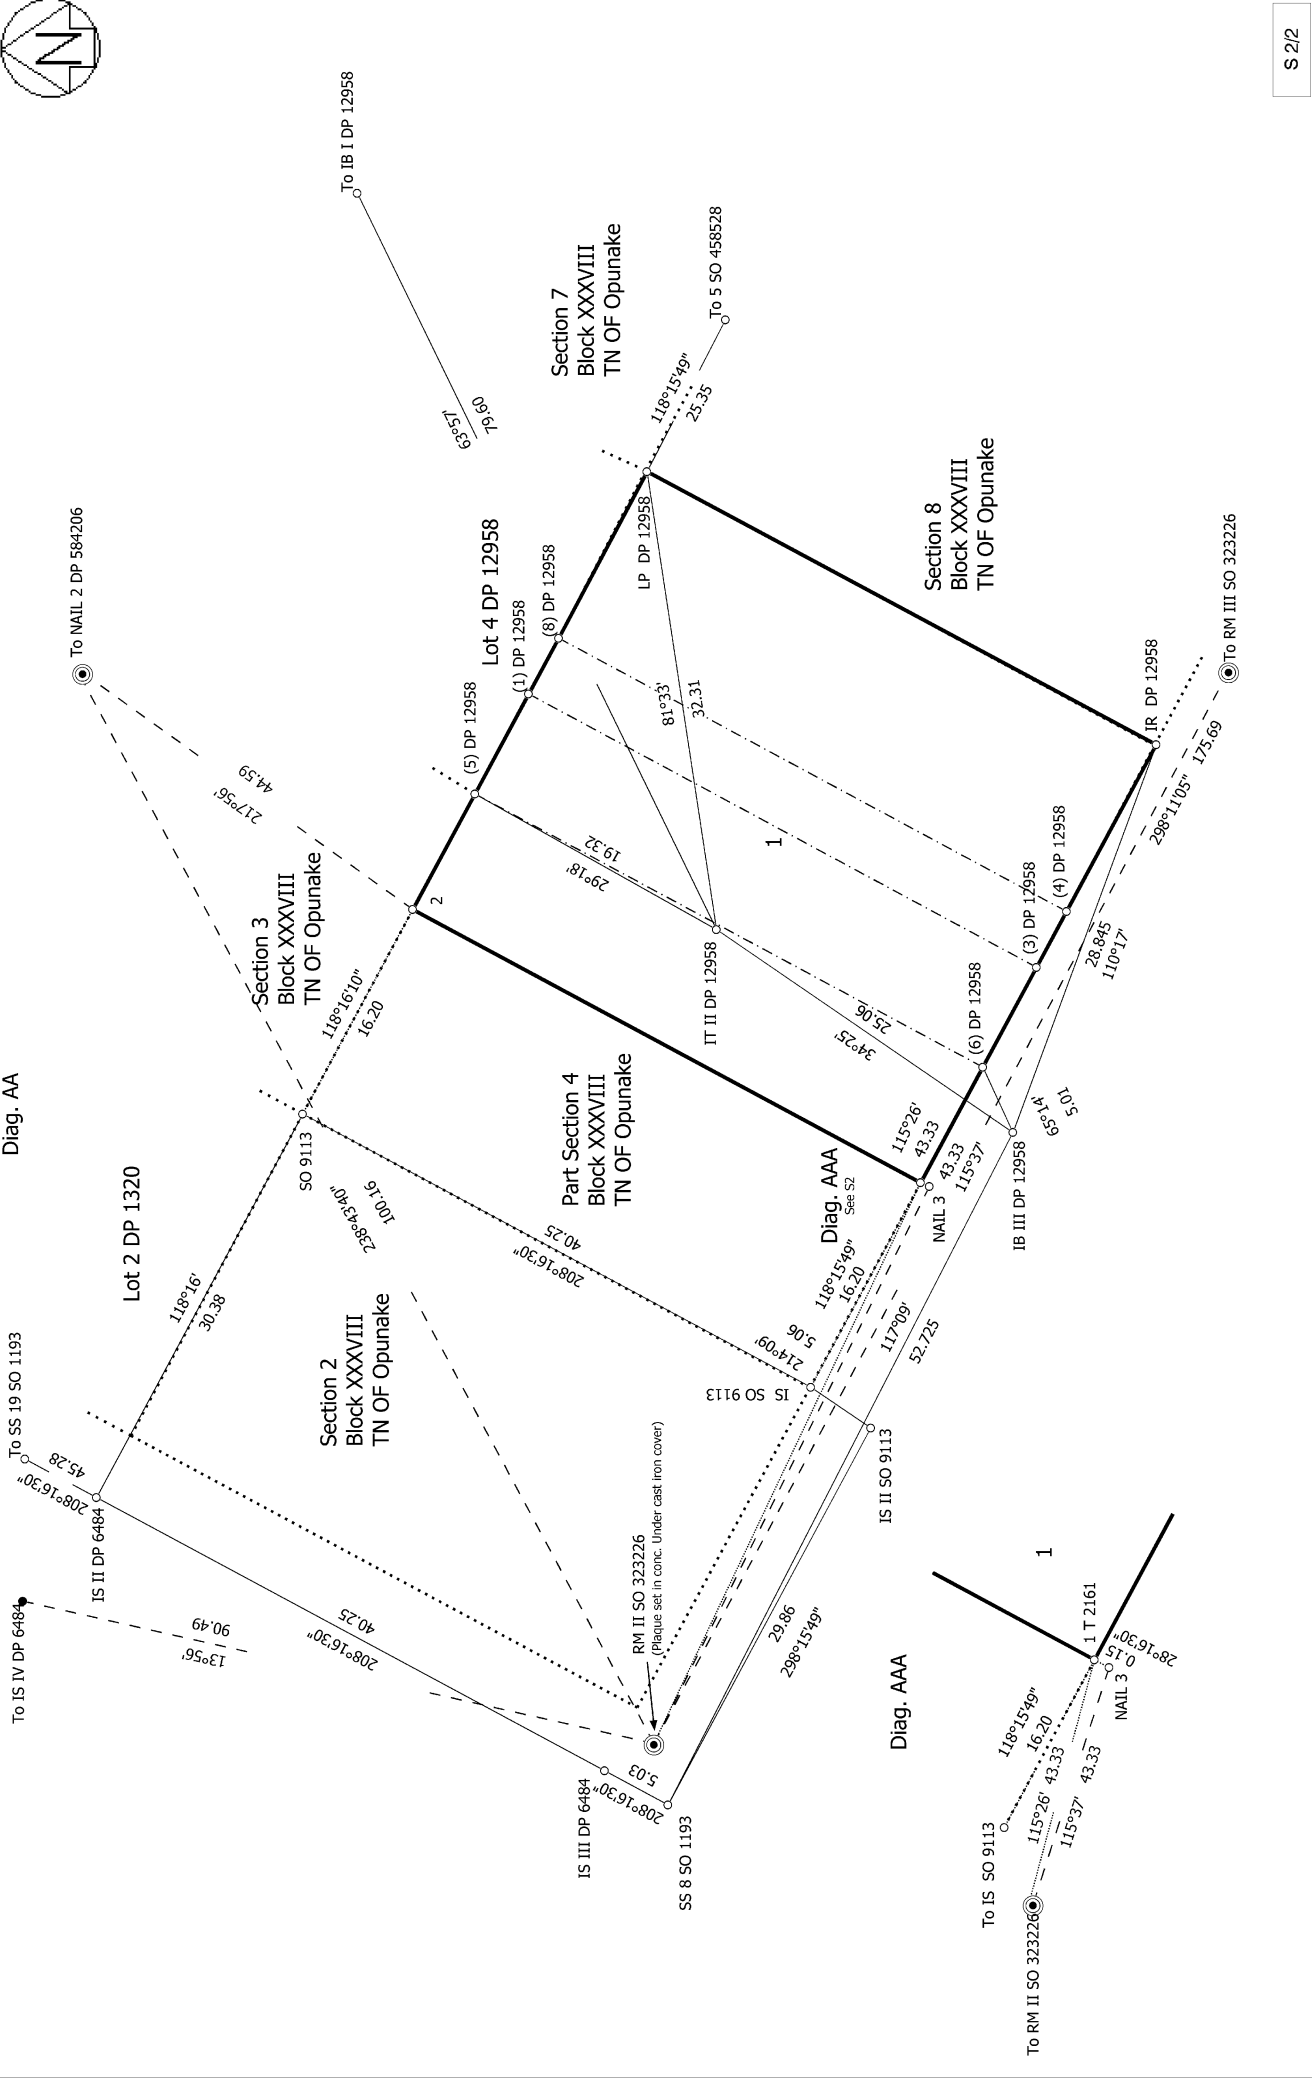 N
Diag. AA
S 2/2
To IB I DP 12958
To NAIL 2 DP 584206
To SS 19 SO 1193
To IS IV DP 6484
Lot 2 DP 1320
208°16'30"
45.28
IS II DP 6484
118°16'
30.38
SO 9113
Section 3
Block XXXVIII
TN OF Opunake
118°16'10"
16.20
217°56'
44.59
2
63°57'
79.60
Lot 4 DP 12958
(5) DP 12958
(1) DP 12958
(8) DP 12958
LP DP 12958
Section 7
Block XXXVIII
TN OF Opunake
118°15'49"
25.35
To 5 SO 458528
13°56'
90.49
208°16'30"
40.25
Section 2
Block XXXVIII
TN OF Opunake
238°43'40"
100.16
208°16'30"
40.25
Part Section 4
Block XXXVIII
TN OF Opunake
29°18'
19.32
IT II DP 12958
81°33'
32.31
1
34°25'
25.06
Section 8
Block XXXVIII
TN OF Opunake
IS III DP 6484
208°16'30"
5.03
SS 8 SO 1193
RM II SO 323226
(Plaque set in conc. Under cast iron cover)
IS SO 9113
214°09'
5.06
118°15'49"
16.20
Diag. AAA
See S2
115°26'
43.33
43.33
115°37'
NAIL 3
(6) DP 12958
(3) DP 12958
(4) DP 12958
IR DP 12958
29.86
298°15'49"
IS II SO 9113
117°09'
52.725
IB III DP 12958
65°14'
5.01
28.845
110°17'
298°11'05"
175.69
To RM III SO 323226
Diag. AAA
To IS SO 9113
118°15'49"
16.20
1
1 T 2161
To RM II SO 323226
115°26'
43.33
115°37'
43.33
0.15
28°16'30"
NAIL 3